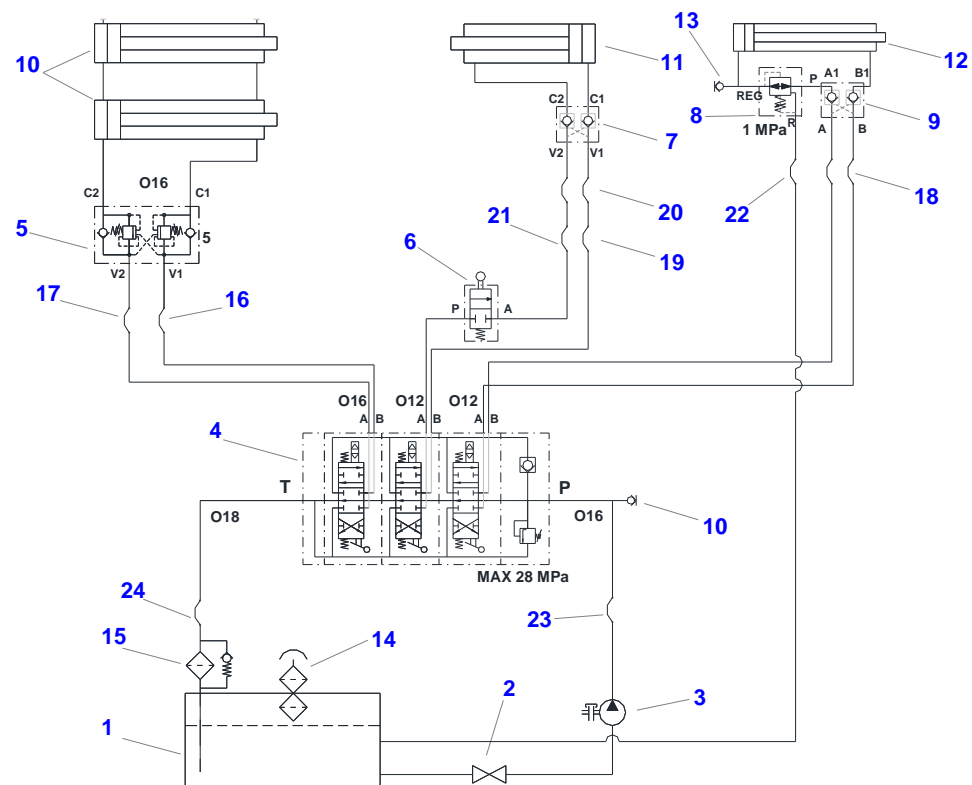 13
10
11
12
A1 B1
P
C2 C1
REG
8
9
R
1 MPa
A B
7
V2 V1
C2 O16 C1
20
22
18
21
5
5
6
19
V2 V1
17
16
P A
O16 O12 O12
A B A B A B
4
T
P
O18
O16
10
MAX 28 MPa
24
23
15
14
2
3
1